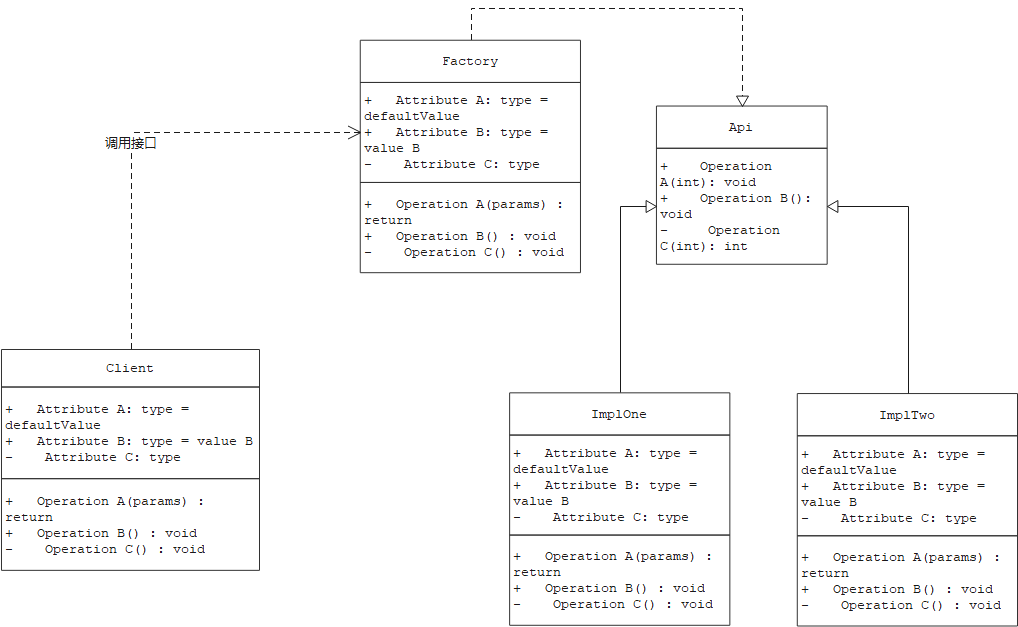 Factory
+   Attribute A: type =
defaultValue
+   Attribute B: type =
value B
-    Attribute C: type
+   Operation A(params) :
return
+   Operation B() : void
-    Operation C() : void
Api
+    Operation
A(int): void
+    Operation B():
void
-     Operation
C(int): int
调用接口
Client
+   Attribute A: type =
defaultValue
+   Attribute B: type = value B
-    Attribute C: type
+   Operation A(params) :
return
+   Operation B() : void
-    Operation C() : void
ImplOne
+   Attribute A: type =
defaultValue
+   Attribute B: type =
value B
-    Attribute C: type
+   Operation A(params) :
return
+   Operation B() : void
-    Operation C() : void
ImplTwo
+   Attribute A: type =
defaultValue
+   Attribute B: type =
value B
-    Attribute C: type
+   Operation A(params) :
return
+   Operation B() : void
-    Operation C() : void